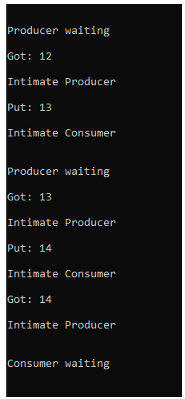 Producer waiting
Got: 12
Intimate Producer
Put: 13
Intimate Consumer
Producer waiting
Got: 13
Intimate Producer
Put: 14
Intimate Consumer
Got: 14
Intimate Producer
Consumer waiting